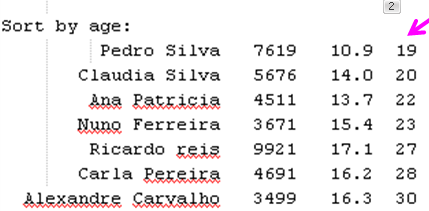 2
Sort by age:
Pedro Silva 7619 10.9 19
Claudia Silva 5676 14.0 20
Ana Patricia 4511 13.7 22
Nuno Ferreira 3671 15.4 23
Ricardo reis 9921 17.1 27
Carla Pereira 4691 16.2 28
Alexandre Carvalho 3499 16.3 30